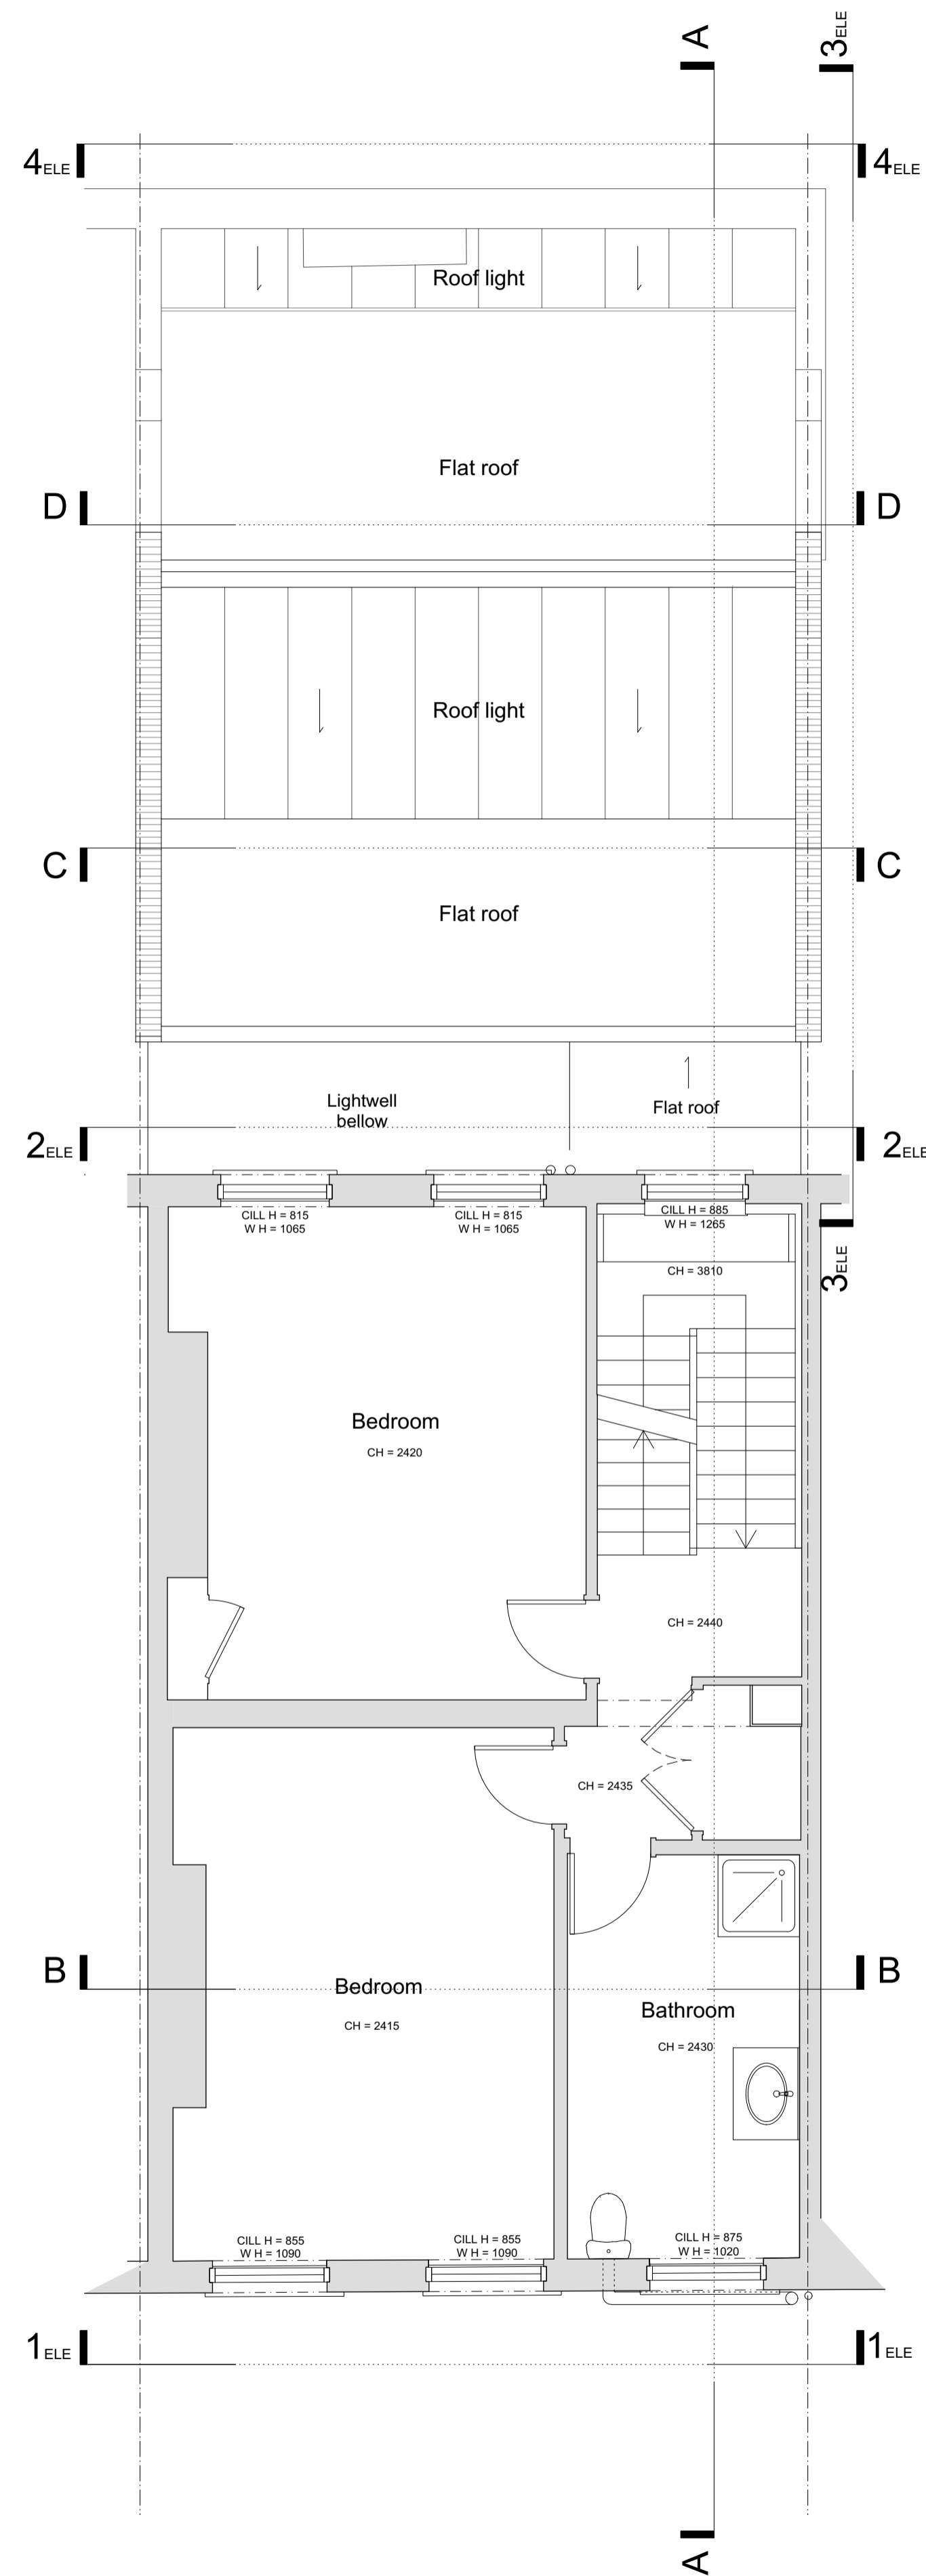 A
3ELE
4ELE
4ELE
Roof light
Flat roof
D
D
Roof light
C
C
Flat roof
Lightwell
bellow
Flat roof
2ELE
2ELE
CILL H = 815
W H = 1065
CILL H = 815
W H = 1065
CILL H = 885
W H = 1265
3ELE
CH = 3810
Bedroom
CH = 2420
CH = 2440
CH = 2435
B
B
Bedroom
CH = 2415
Bathroom
CH = 2430
CILL H = 855
W H = 1090
CILL H = 855
W H = 1090
CILL H = 875
W H = 1020
1ELE
1ELE
A